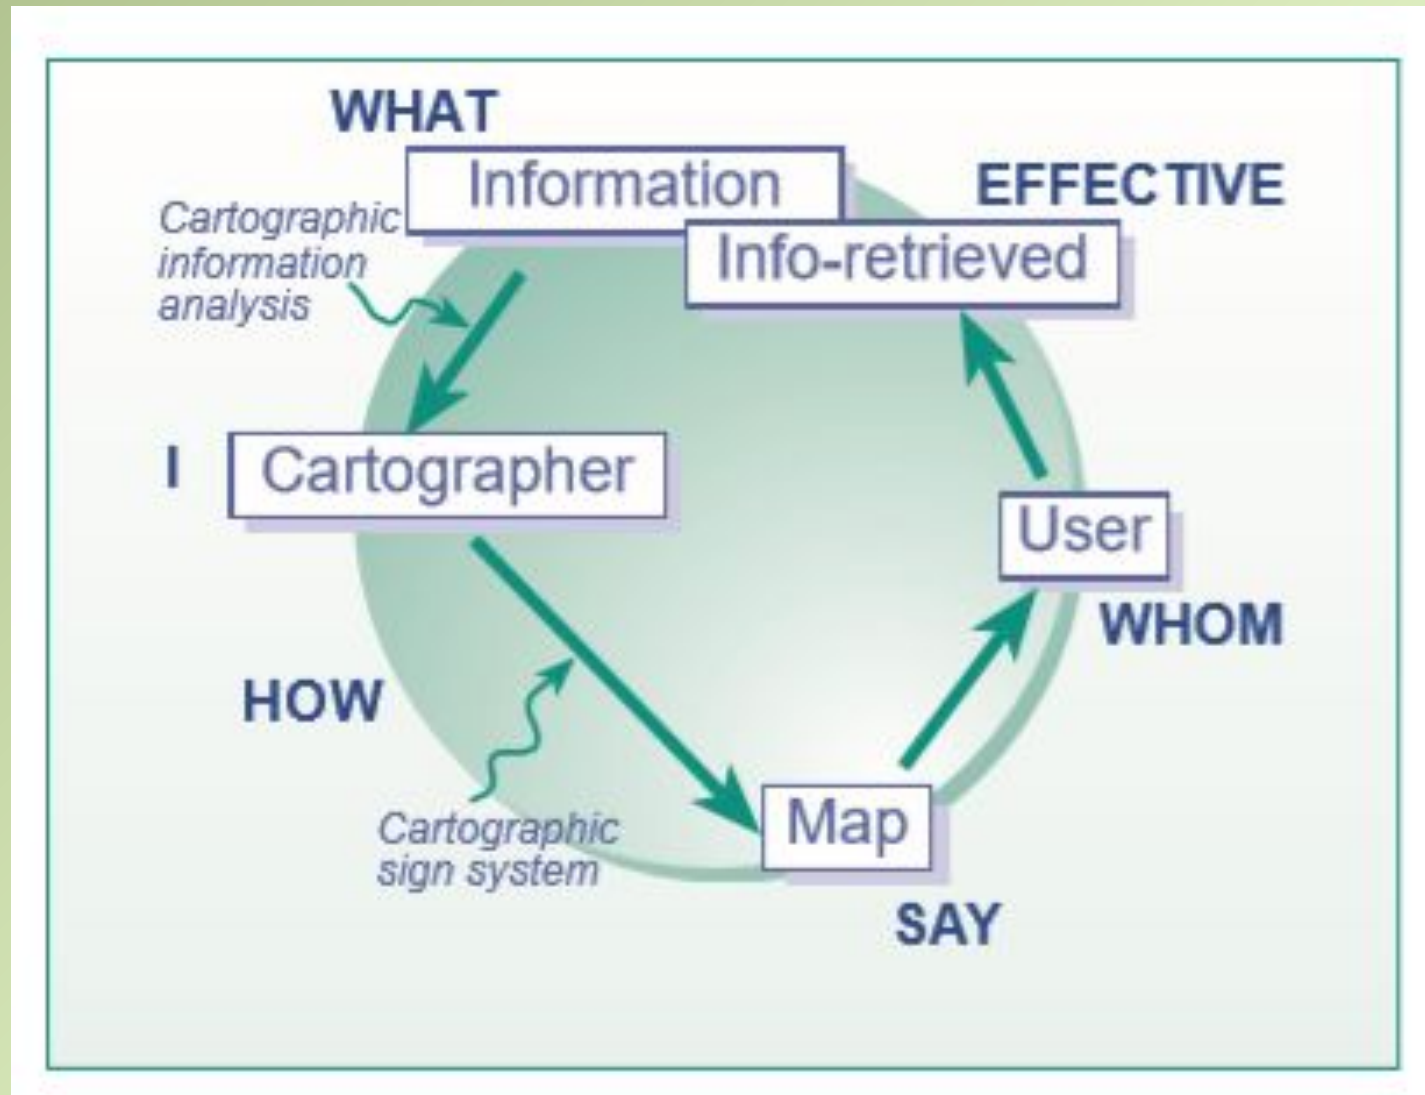 WHAT
Information
EFFECTIVE
Info-retrieved
Cartographic
information
analysis
I
Cartographer
User
WHOM
HOW
Map
Cartographic
sign system
SAY